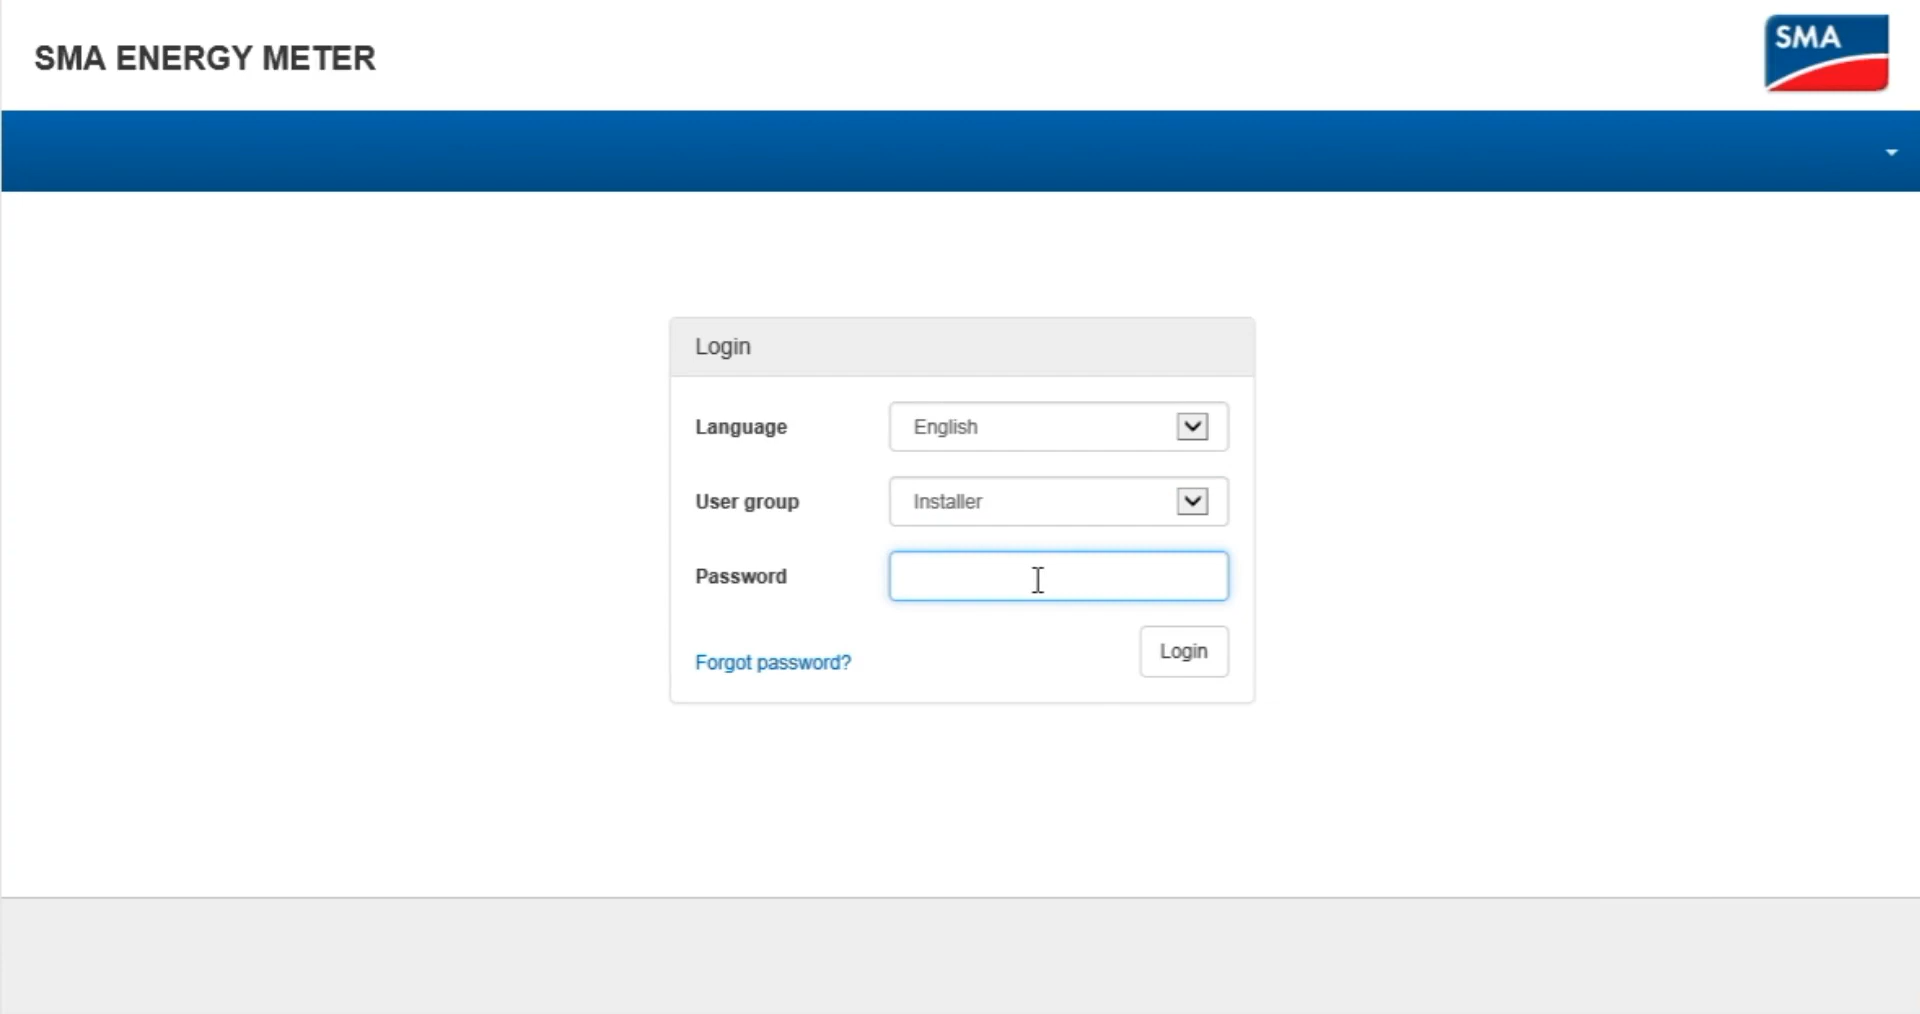 SMA ENERGY METER
SMA
Login
Language English
User group Installer
Password
Forgot password? Login